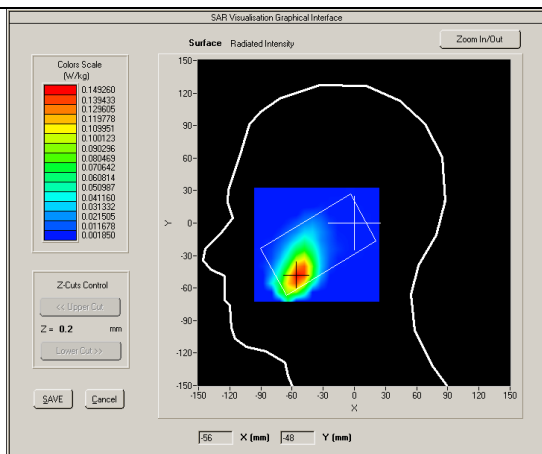 SAR Visualisation Graphical Interface
Surface Radiated Intensity
Zoom In/Out
Colors Scale
(W/kg)
0.149260
0.139433
0.129605
0.119778
0.109951
0.100123
0.090296
0.080469
0.070642
0.060814
0.050987
0.041160
0.031332
0.021505
0.011678
0.001850
Z-Cuts Control
<< Upper Cut
Z = 0.2 mm
Lower Cut >>
SAVE
Cancel
150-
120-
90-
60-
30-
0-
-30-
-60-
-90-
-120-
-150-
Y
-150 -120 -90 -60 -30 0 30 60 90 120 150
X
-56 X (mm) -48 Y (mm)